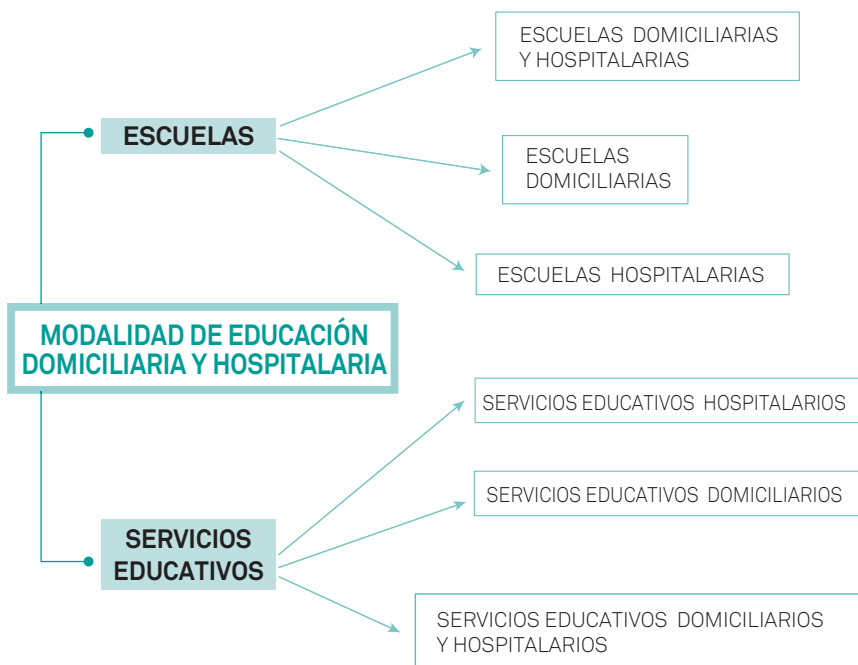 ESCUELAS DOMICILIARIAS
Y HOSPITALARIAS
ESCUELAS
ESCUELAS
DOMICILIARIAS
ESCUELAS HOSPITALARIAS
MODALIDAD DE EDUCACIÓN
DOMICILIARIA Y HOSPITALARIA
SERVICIOS EDUCATIVOS HOSPITALARIOS
SERVICIOS EDUCATIVOS DOMICILIARIOS
SERVICIOS
EDUCATIVOS
SERVICIOS EDUCATIVOS DOMICILIARIOS
Y HOSPITALARIOS